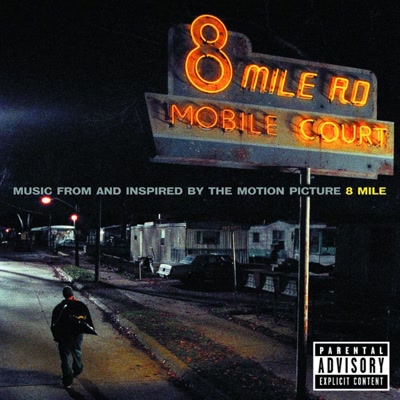 8 MILE RD
MOBILE COURT
MUSIC FROM AND INSPIRED BY THE MOTION PICTURE 8 MILE
PARENTAL
ADVISORY
EXPLICIT CONTENT